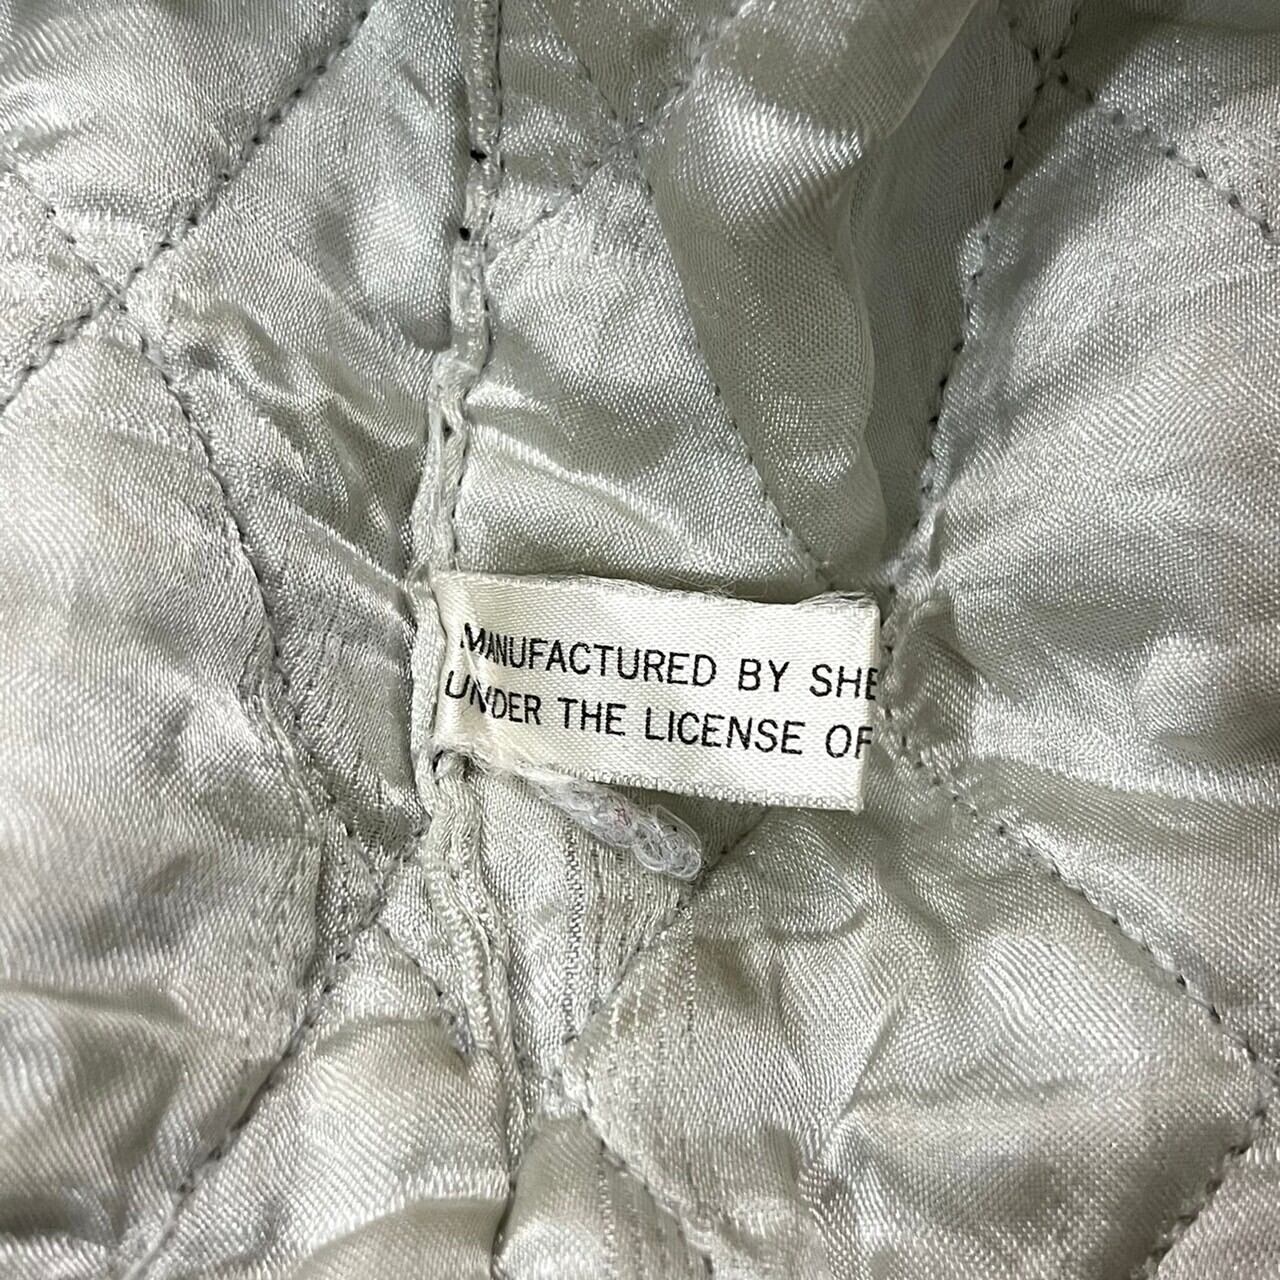 MANUFACTURED BY SHE
UNDER THE LICENSE OF